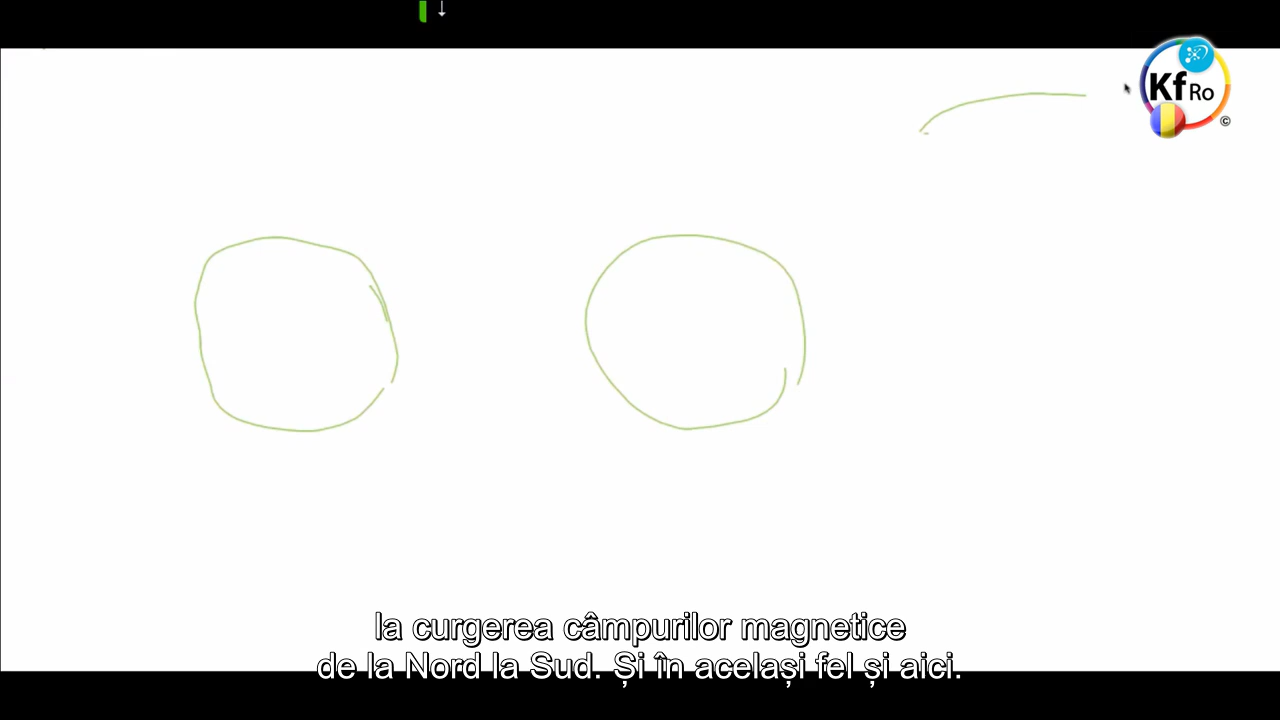 Kf Ro
©
la curgerea câmpurilor magnetice
de la Nord la Sud. Și în același fel și aici.